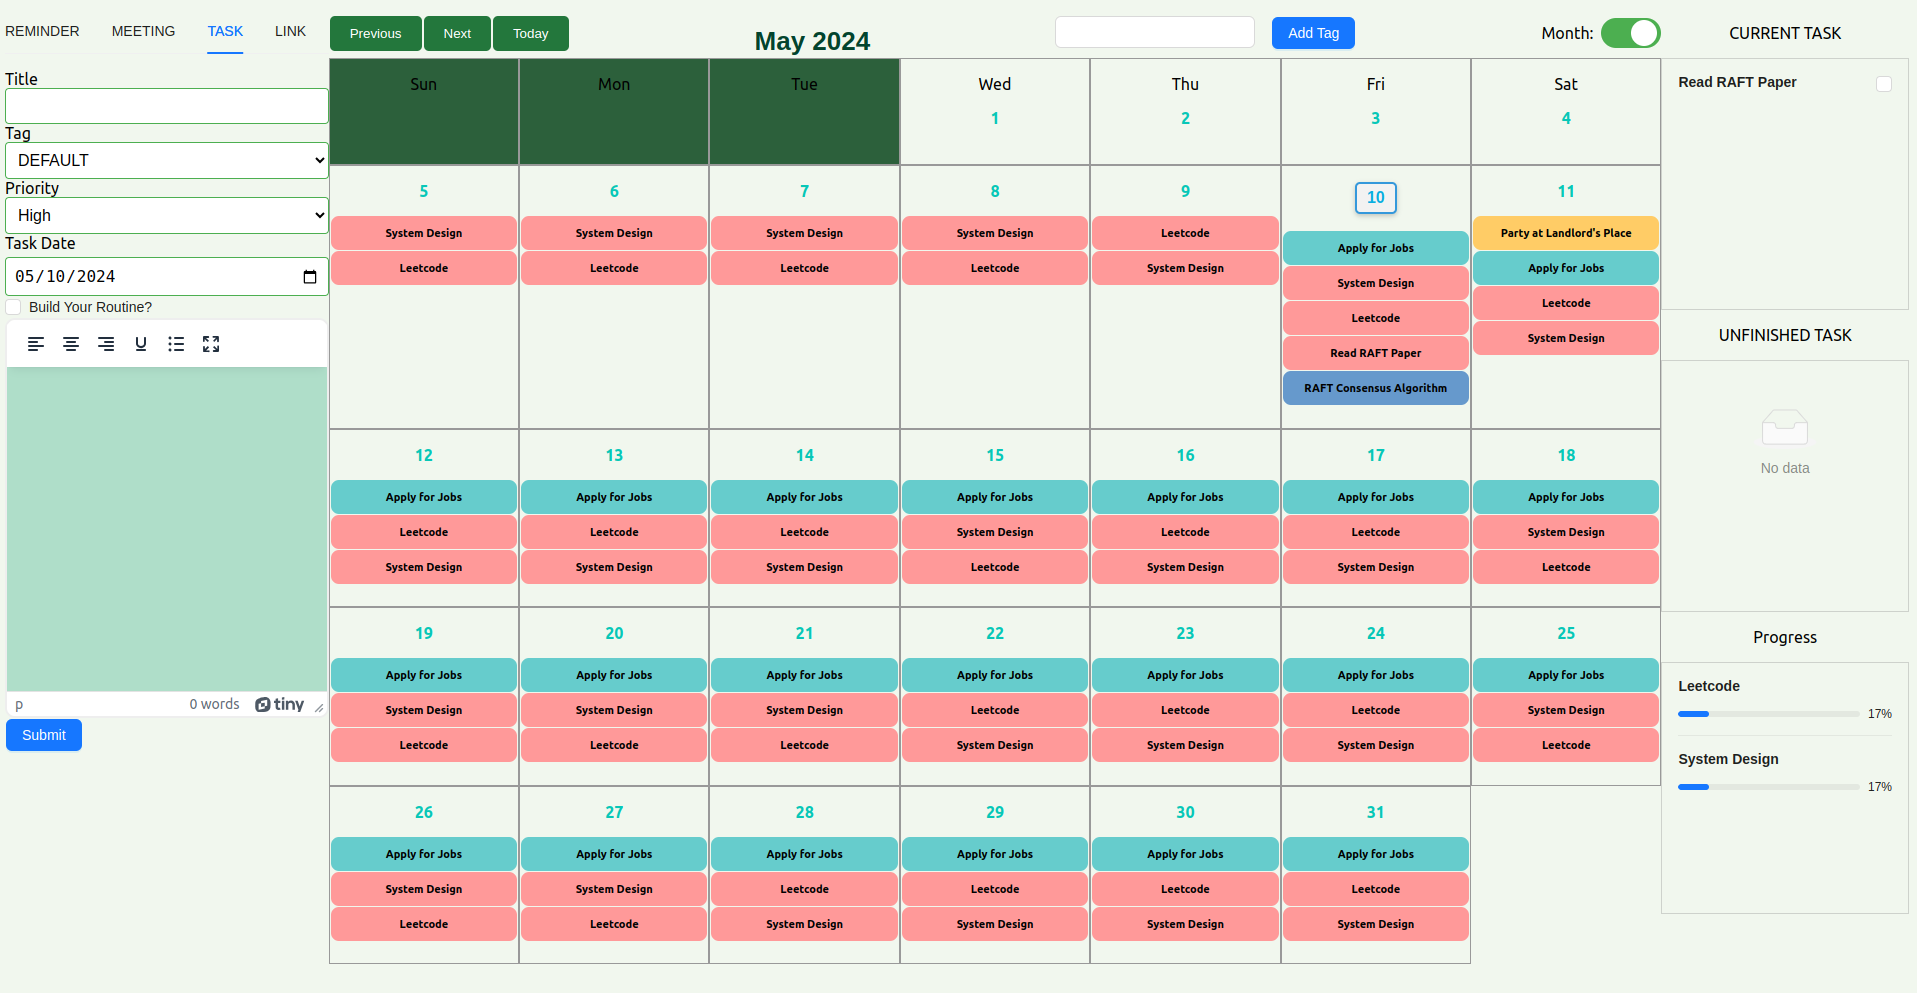 REMINDER MEETING TASK LINK
Previous Next Today
May 2024
Add Tag
Month:
CURRENT TASK
Title
Tag
DEFAULT
Priority
High
Task Date
05/10/2024
Build Your Routine?
p 0 words tiny
Submit
Sun Mon Tue Wed Thu Fri Sat
1 2 3 4
5 6 7 8 9 10 11
System Design System Design System Design System Design Leetcode Apply for Jobs Party at Landlord's Place
Leetcode Leetcode Leetcode Leetcode System Design System Design Apply for Jobs
Leetcode Leetcode
Read RAFT Paper System Design
RAFT Consensus Algorithm
12 13 14 15 16 17 18
Apply for Jobs Apply for Jobs Apply for Jobs Apply for Jobs Apply for Jobs Apply for Jobs Apply for Jobs
Leetcode Leetcode Leetcode System Design Leetcode Leetcode System Design
System Design System Design System Design Leetcode System Design System Design Leetcode
19 20 21 22 23 24 25
Apply for Jobs Apply for Jobs Apply for Jobs Apply for Jobs Apply for Jobs Apply for Jobs Apply for Jobs
System Design System Design System Design Leetcode Leetcode Leetcode System Design
Leetcode Leetcode Leetcode System Design System Design System Design Leetcode
26 27 28 29 30 31
Apply for Jobs Apply for Jobs Apply for Jobs Apply for Jobs Apply for Jobs Apply for Jobs
System Design System Design Leetcode Leetcode Leetcode Leetcode
Leetcode Leetcode System Design System Design System Design System Design
Read RAFT Paper
UNFINISHED TASK
No data
Progress
Leetcode
17%
System Design
17%